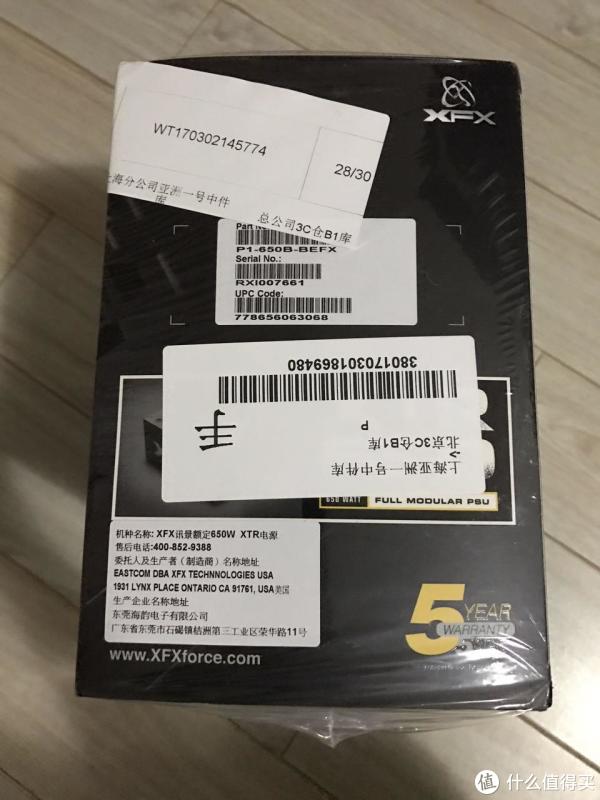 XFX
WT170302145774
28/30
上海分公司亚洲一号中件
库
总公司3C仓B1库
P1-650B-BEFX
Serial No.:
RXI007661
UPC Code:
778656063068
380170301869480
手
P
上海亚洲一号中件库
>
北京3C仓B1库
650 WATT
FULL MODULAR PSU
机种名称: XFX讯景额定650W XTR电源
售后电话:400-852-9388
委托人及生产者（制造商）名称地址
EASTCOM DBA XFX TECHNNOLOGIES USA
1931 LYNX PLACE ONTARIO CA 91761, USA美国
生产企业名称地址
东莞海韵电子有限公司
广东省东莞市石碣镇桔洲第三工业区荣华路11号
5 YEAR
WARRANTY
www.XFXforce.com
值 什么值得买